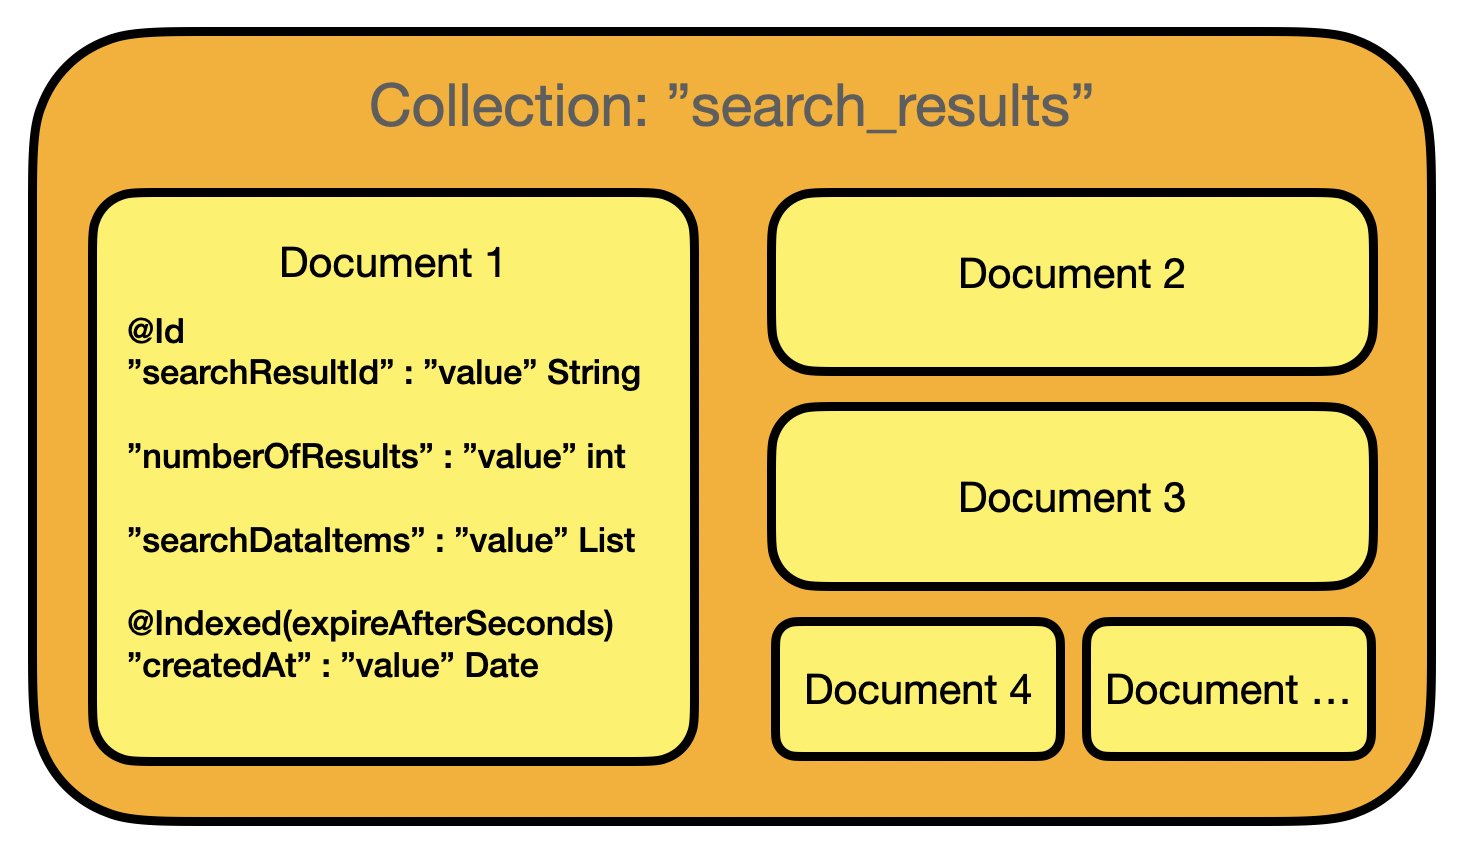 Collection: ”search_results”
Document 1
@Id
”searchResultId” : ”value” String
”numberOfResults” : ”value” int
”searchDataItems” : ”value” List
@Indexed(expireAfterSeconds)
”createdAt” : ”value” Date
Document 2
Document 3
Document 4
Document …